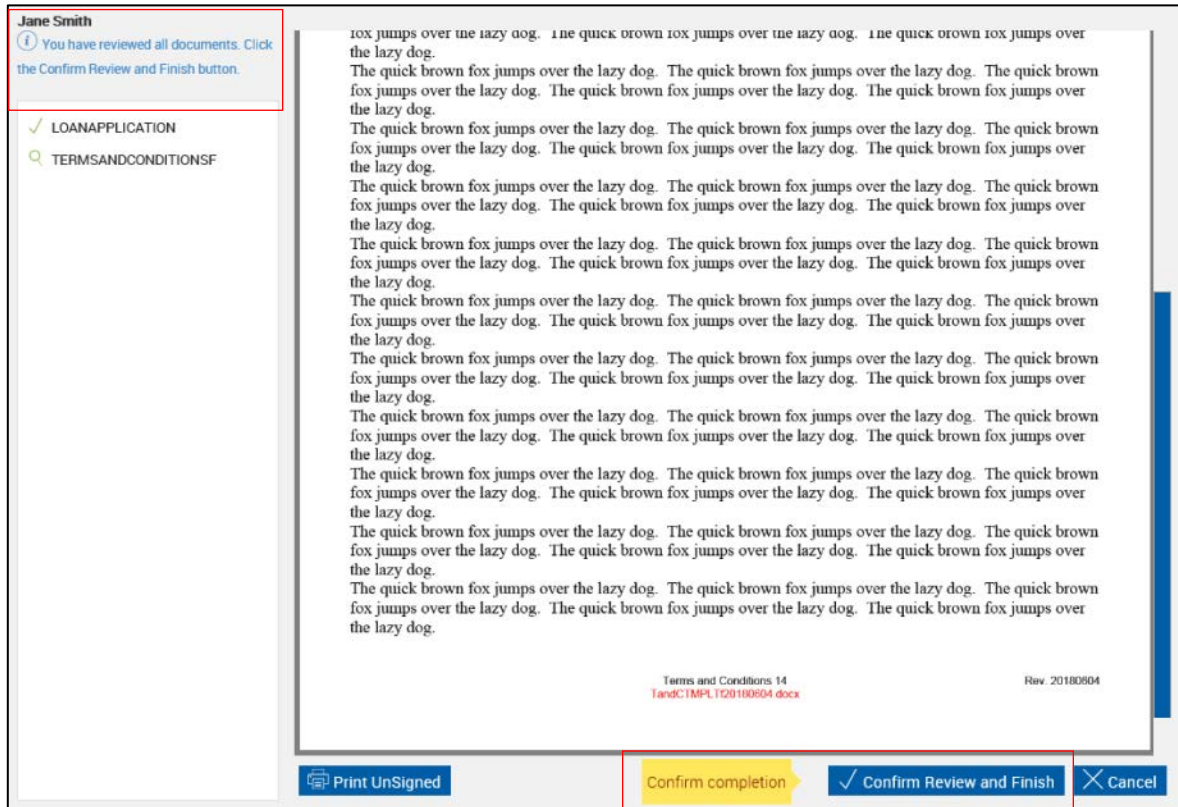 Jane Smith
You have reviewed all documents. Click
the Confirm Review and Finish button.
LOANAPPLICATION
TERMSANDCONDITIONSF
fox jumps over the lazy dog. The quick brown fox jumps over the lazy dog. The quick brown fox jumps over
the lazy dog.
The quick brown fox jumps over the lazy dog. The quick brown fox jumps over the lazy dog. The quick brown
fox jumps over the lazy dog. The quick brown fox jumps over the lazy dog. The quick brown fox jumps over
the lazy dog.
The quick brown fox jumps over the lazy dog. The quick brown fox jumps over the lazy dog. The quick brown
fox jumps over the lazy dog. The quick brown fox jumps over the lazy dog. The quick brown fox jumps over
the lazy dog.
The quick brown fox jumps over the lazy dog. The quick brown fox jumps over the lazy dog. The quick brown
fox jumps over the lazy dog. The quick brown fox jumps over the lazy dog. The quick brown fox jumps over
the lazy dog.
The quick brown fox jumps over the lazy dog. The quick brown fox jumps over the lazy dog. The quick brown
fox jumps over the lazy dog. The quick brown fox jumps over the lazy dog. The quick brown fox jumps over
the lazy dog.
The quick brown fox jumps over the lazy dog. The quick brown fox jumps over the lazy dog. The quick brown
fox jumps over the lazy dog. The quick brown fox jumps over the lazy dog. The quick brown fox jumps over
the lazy dog.
The quick brown fox jumps over the lazy dog. The quick brown fox jumps over the lazy dog. The quick brown
fox jumps over the lazy dog. The quick brown fox jumps over the lazy dog. The quick brown fox jumps over
the lazy dog.
The quick brown fox jumps over the lazy dog. The quick brown fox jumps over the lazy dog. The quick brown
fox jumps over the lazy dog. The quick brown fox jumps over the lazy dog. The quick brown fox jumps over
the lazy dog.
The quick brown fox jumps over the lazy dog. The quick brown fox jumps over the lazy dog. The quick brown
fox jumps over the lazy dog. The quick brown fox jumps over the lazy dog. The quick brown fox jumps over
the lazy dog.
The quick brown fox jumps over the lazy dog. The quick brown fox jumps over the lazy dog. The quick brown
fox jumps over the lazy dog. The quick brown fox jumps over the lazy dog. The quick brown fox jumps over
the lazy dog.
The quick brown fox jumps over the lazy dog. The quick brown fox jumps over the lazy dog. The quick brown
fox jumps over the lazy dog. The quick brown fox jumps over the lazy dog. The quick brown fox jumps over
the lazy dog.
Terms and Conditions 14 Rev. 20180604
TandCTMPLTf20180604.docx
Print UnSigned Confirm completion Confirm Review and Finish Cancel